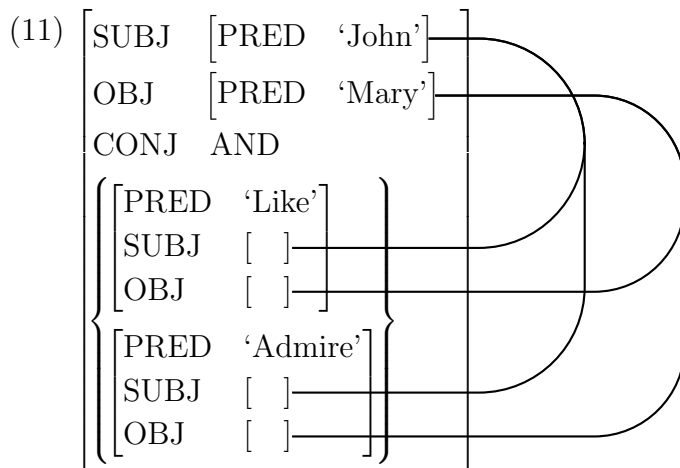 (11) [SUBJ [PRED ‘John’]
OBJ [PRED ‘Mary’]
CONJ AND
[PRED ‘Like’
SUBJ [ ]
OBJ [ ]]
[PRED ‘Admire’
SUBJ [ ]
OBJ [ ]]